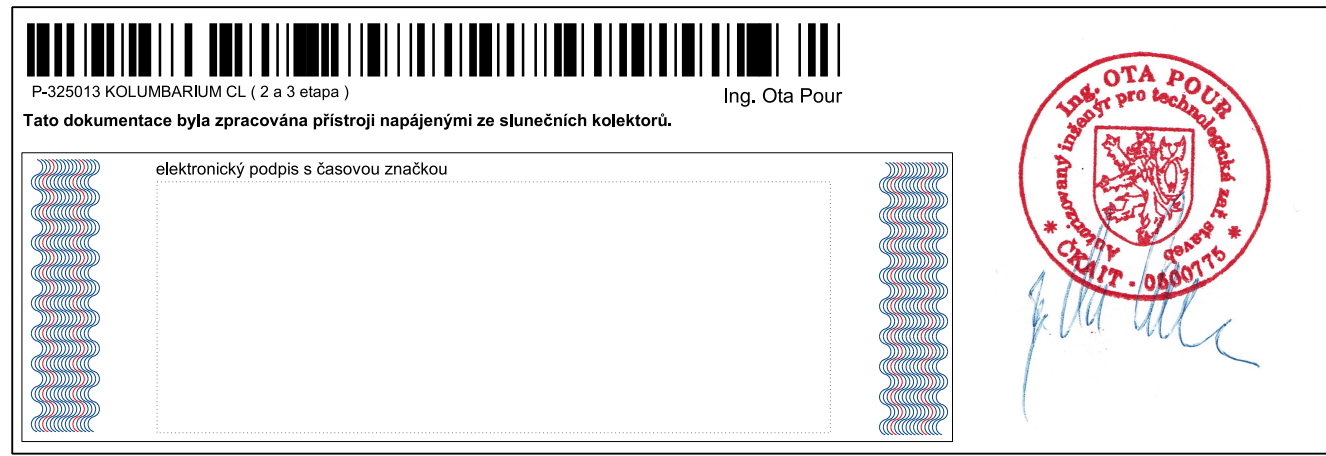 P-325013 KOLUMBARIUM CL ( 2 a 3 etapa )
Ing. Ota Pour
Tato dokumentace byla zpracována přístroji napájenými ze slunečních kolektorů.
elektronický podpis s časovou značkou
Ing. OTA POUR
Autorizovaný inženýr pro technologická zař. staveb
* ČKAIT - 0500775 *